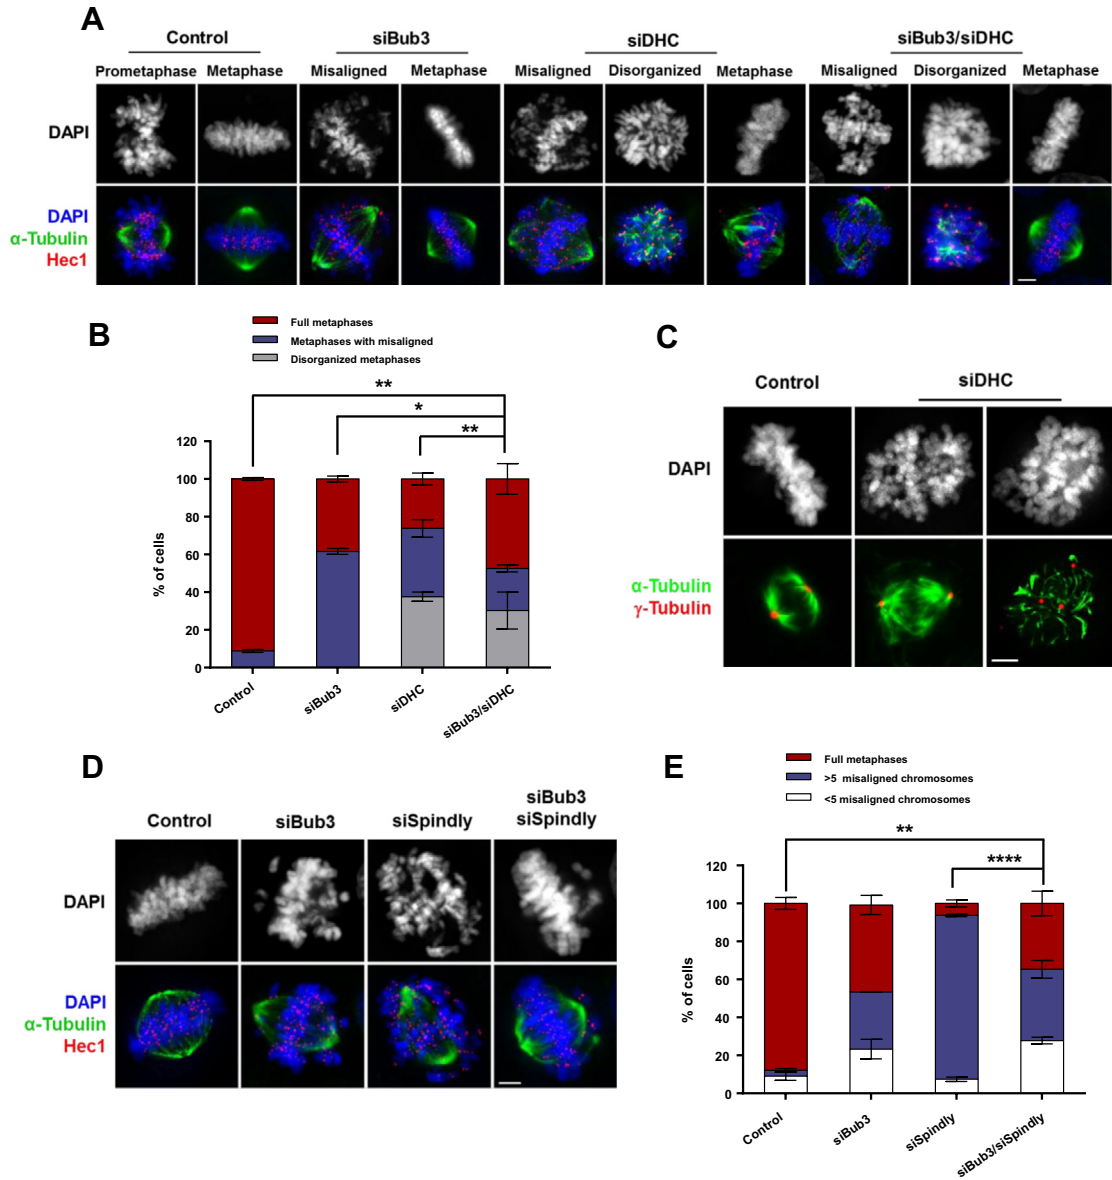 A
Control
siBub3
siDHC
siBub3/siDHC
Prometaphase Metaphase Misaligned Metaphase Misaligned Disorganized Metaphase Misaligned Disorganized Metaphase
DAPI
DAPI
α-Tubulin
Hec1
B
Full metaphases
Metaphases with misaligned
Disorganized metaphases
**
*
**
120
100
80
60
40
20
0
% of cells
Control
siBub3
siDHC
siBub3/siDHC
C
Control
siDHC
DAPI
α-Tubulin
γ-Tubulin
D
Control
siBub3
siSpindly
siBub3
siSpindly
DAPI
DAPI
α-Tubulin
Hec1
E
Full metaphases
>5 misaligned chromosomes
<5 misaligned chromosomes
**
****
120
100
80
60
40
20
0
% of cells
Control
siBub3
siSpindly
siBub3/siSpindly